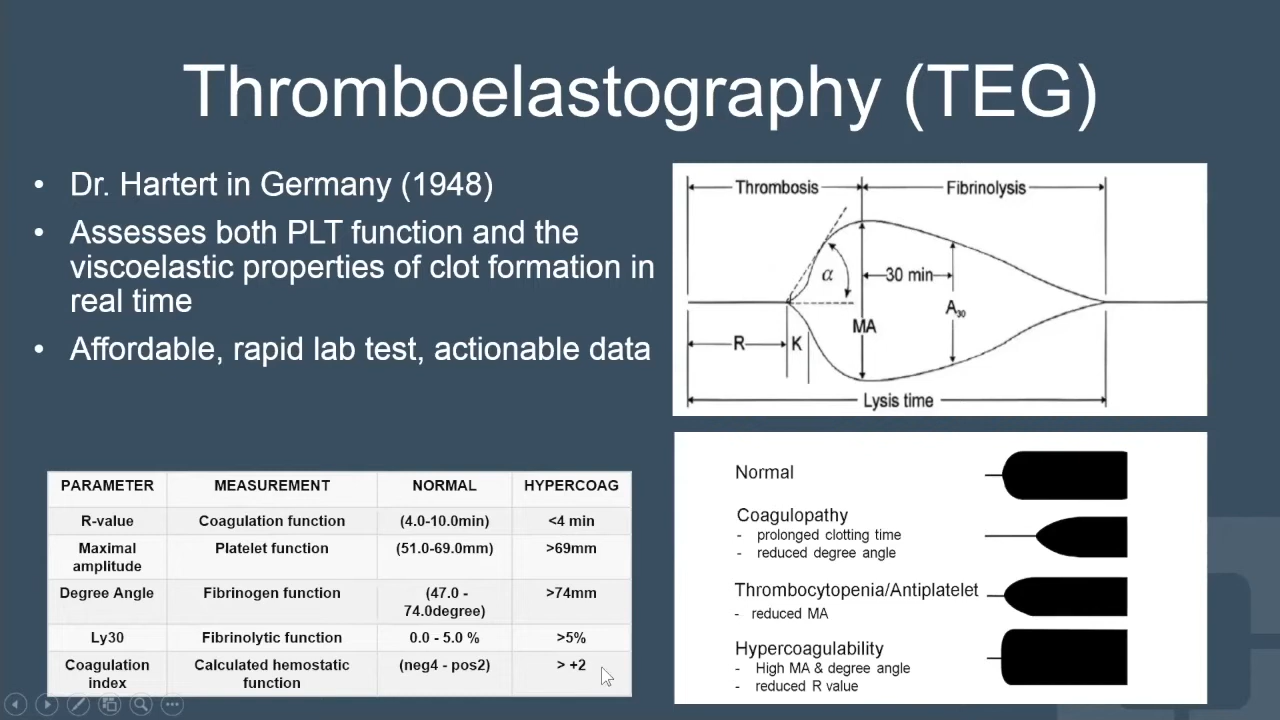 Thromboelastography (TEG)
• Dr. Hartert in Germany (1948)
• Assesses both PLT function and the
viscoelastic properties of clot formation in
real time
• Affordable, rapid lab test, actionable data
Thrombosis
Fibrinolysis
α
30 min
A30
MA
R
K
Lysis time
PARAMETER MEASUREMENT NORMAL HYPERCOAG
R-value Coagulation function (4.0-10.0min) <4 min
Maximal amplitude Platelet function (51.0-69.0mm) >69mm
Degree Angle Fibrinogen function (47.0 - 74.0degree) >74mm
Ly30 Fibrinolytic function 0.0 - 5.0 % >5%
Coagulation index Calculated hemostatic function (neg4 - pos2) > +2
Normal
Coagulopathy
- prolonged clotting time
- reduced degree angle
Thrombocytopenia/Antiplatelet
- reduced MA
Hypercoagulability
- High MA & degree angle
- reduced R value